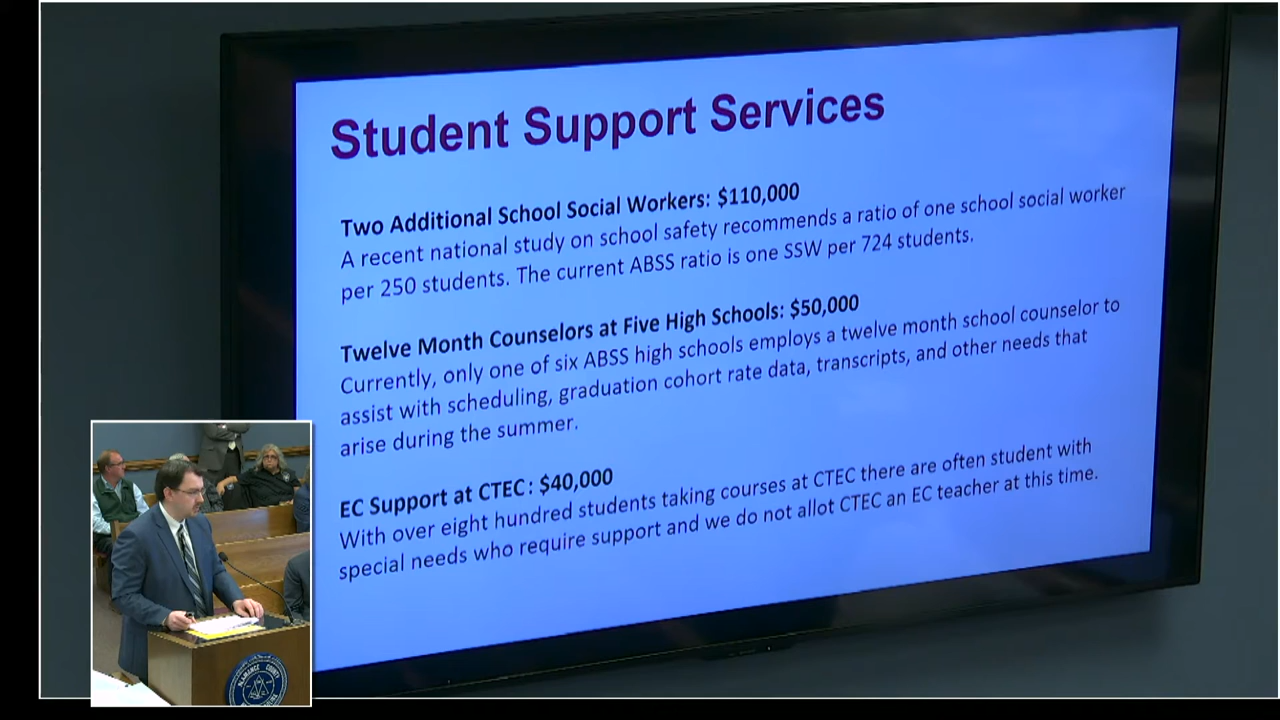 Student Support Services
Two Additional School Social Workers: $110,000
A recent national study on school safety recommends a ratio of one school social worker
per 250 students. The current ABSS ratio is one SSW per 724 students.
Twelve Month Counselors at Five High Schools: $50,000
Currently, only one of six ABSS high schools employs a twelve month school counselor to
assist with scheduling, graduation cohort rate data, transcripts, and other needs that
arise during the summer.
EC Support at CTEC: $40,000
With over eight hundred students taking courses at CTEC there are often student with
special needs who require support and we do not allot CTEC an EC teacher at this time.
ALAMANCE COUNTY